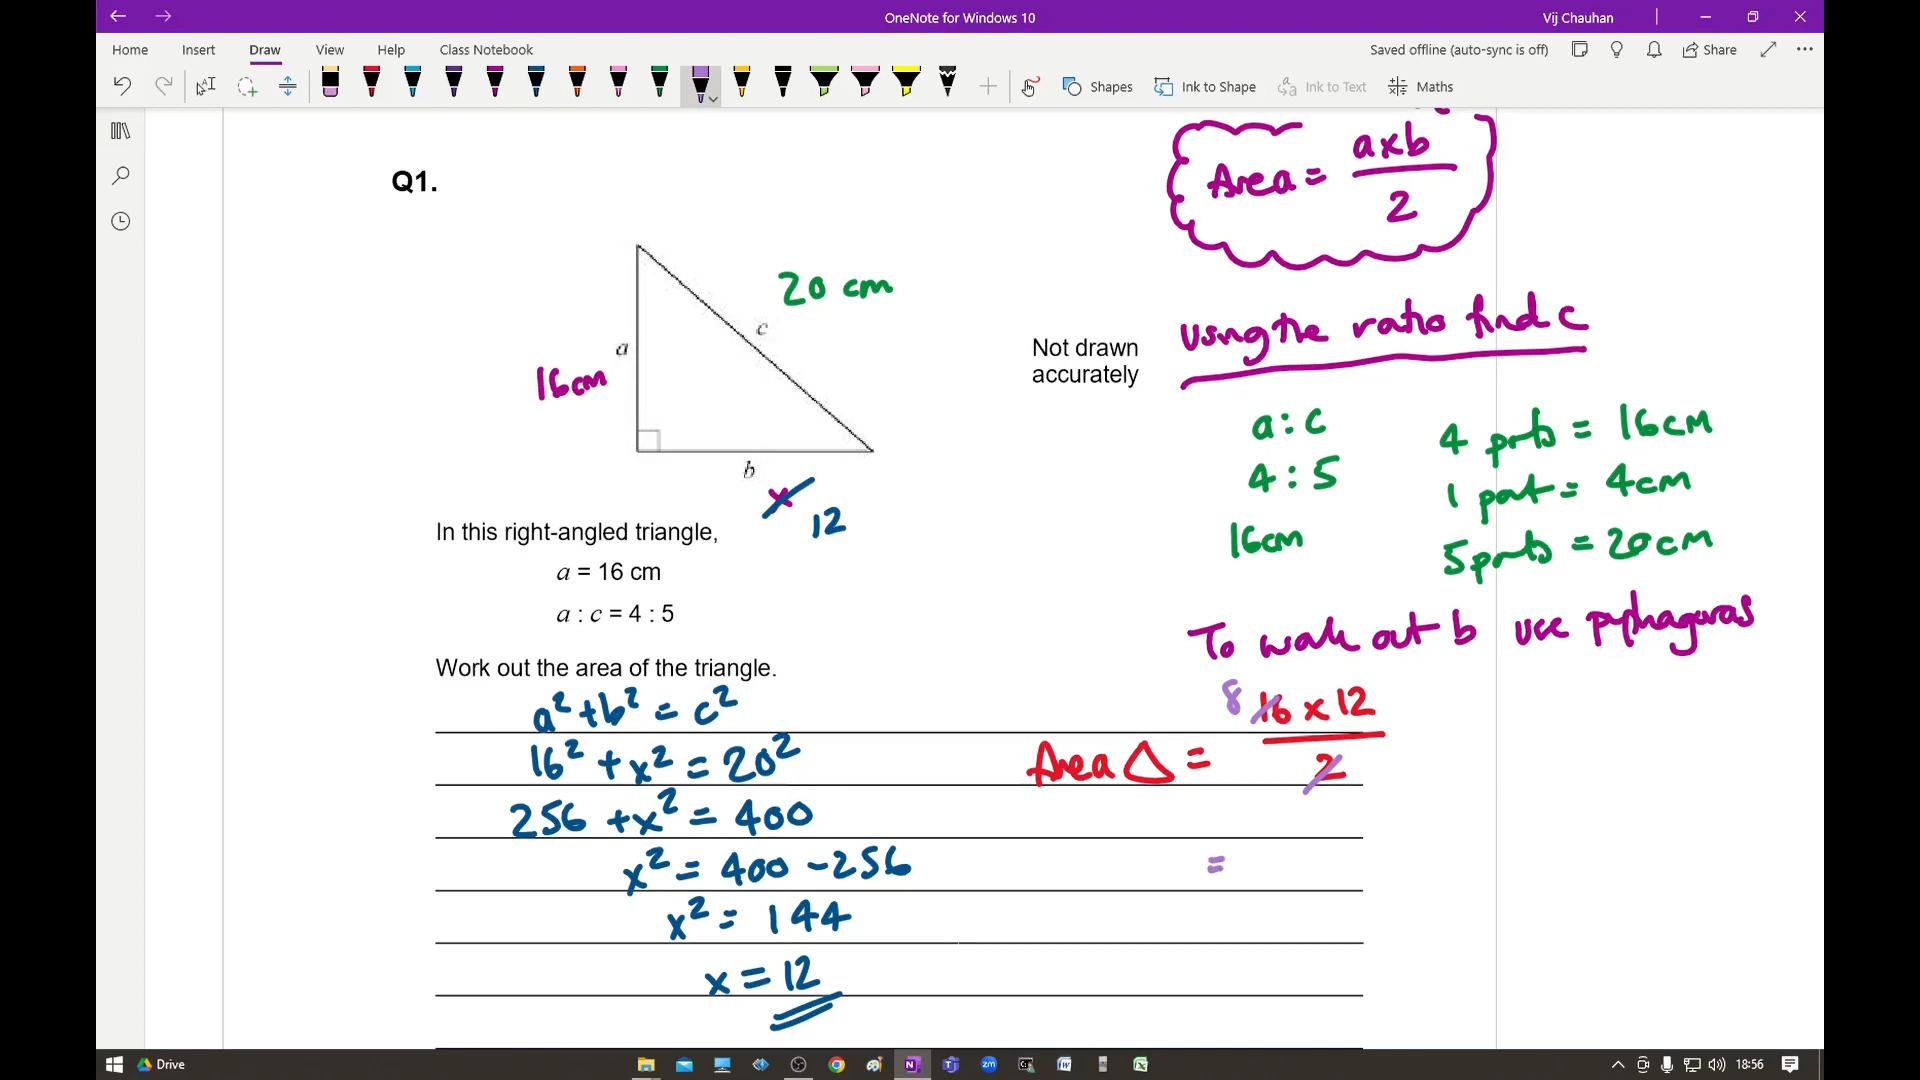 OneNote for Windows 10
Vij Chauhan
Home Insert Draw View Help Class Notebook
Saved offline (auto-sync is off) Share
Shapes Ink to Shape Ink to Text Maths
Area = a×b
2
Q1.
20 cm
c
a
16cm
b
x
12
Not drawn
accurately
Using the ratio find c
a : c
4 : 5
16cm
4 parts = 16cm
1 part = 4cm
5 parts = 20cm
In this right-angled triangle,
a = 16 cm
a : c = 4 : 5
To work out b use pythagoras
Work out the area of the triangle.
a² + b² = c²
16² + x² = 20²
256 + x² = 400
x² = 400 - 256
x² = 144
x = 12
8 16 × 12
Area △ =
2
=
Drive
18:56